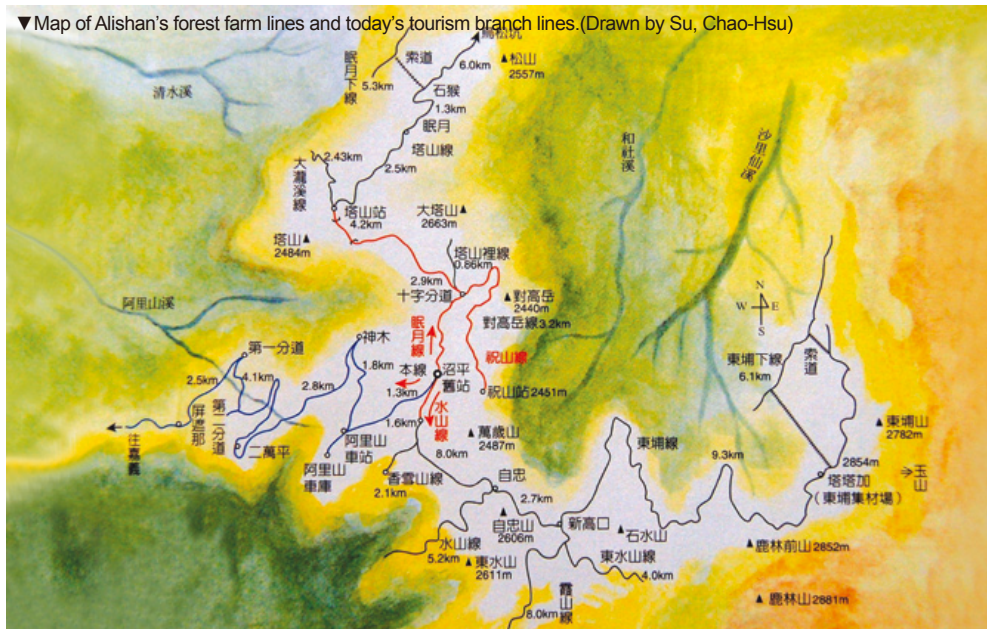 ▼Map of Alishan's forest farm lines and today's tourism branch lines.(Drawn by Su, Chao-Hsu)
松坑
清水溪
眠月下線
5.3km
索道
6.0km
▲松山
2557m
石猴
1.3km
眠月
塔山線
2.5km
2.43km
大瀧溪線
塔山站
4.2km
塔山▲
2484m
大塔山▲
2663m
和社溪
沙里仙溪
塔山裡線
0.86km
2.9km
十字分道
▲對高岳
2440m
對高岳線3.2km
阿里山溪
眠月線
祝山線
祝山站2451m
N
W E
S
索道
東埔下線
6.1km
神木
1.8km
第一分道
2.5km
4.1km
2.8km
本線
1.3km
沼平
舊站
水山線
1.6km
屏遮那
第二分道
二萬平
往嘉義
阿里山
車站
阿里山
車庫
▲萬歲山
2487m
8.0km
香雪山線
2.1km
自忠
2.7km
▲
自忠山
2606m
新高口
東埔線
9.3km
▲石水山
▲東埔山
2782m
2854m
塔塔加
(東埔集材場)
⇒玉山
水山線
5.2km
▲東水山
2611m
東水山線
4.0km
霞山線
8.0km
▲鹿林前山2852m
▲鹿林山2881m